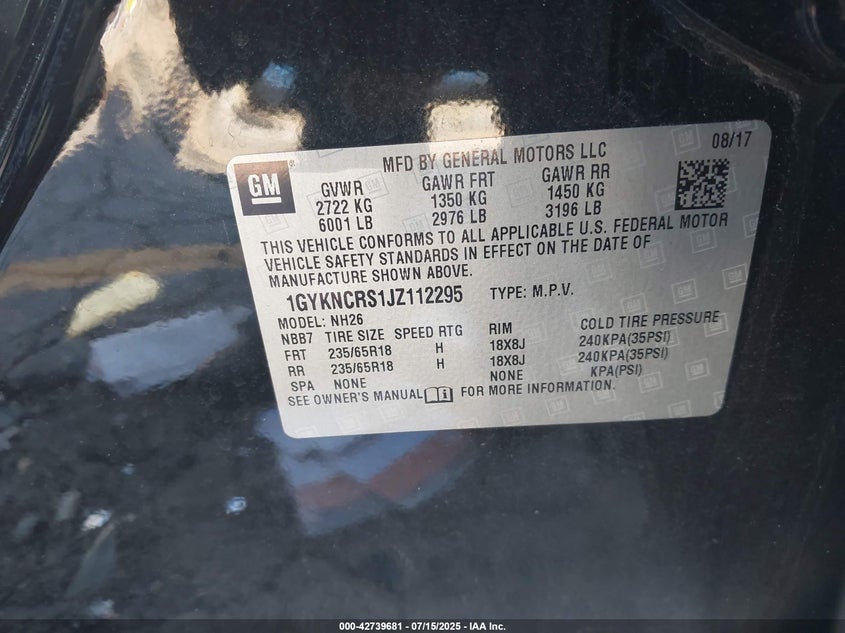 GM
®
MFD BY GENERAL MOTORS LLC
08/17
GVWR GAWR FRT GAWR RR
2722 KG 1350 KG 1450 KG
6001 LB 2976 LB 3196 LB
THIS VEHICLE CONFORMS TO ALL APPLICABLE U.S. FEDERAL MOTOR
VEHICLE SAFETY STANDARDS IN EFFECT ON THE DATE OF
MANUFACTURE SHOWN ABOVE.
1GYKNCRS1JZ112295 TYPE: M.P.V.
MODEL: NH26
NBB7 TIRE SIZE SPEED RTG RIM COLD TIRE PRESSURE
FRT 235/65R18 H 18X8J 240KPA(35PSI)
RR 235/65R18 H 18X8J 240KPA(35PSI)
SPA NONE NONE KPA(PSI)
SEE OWNER'S MANUAL FOR MORE INFORMATION.
000-42739681 - 07/15/2025 - IAA Inc.